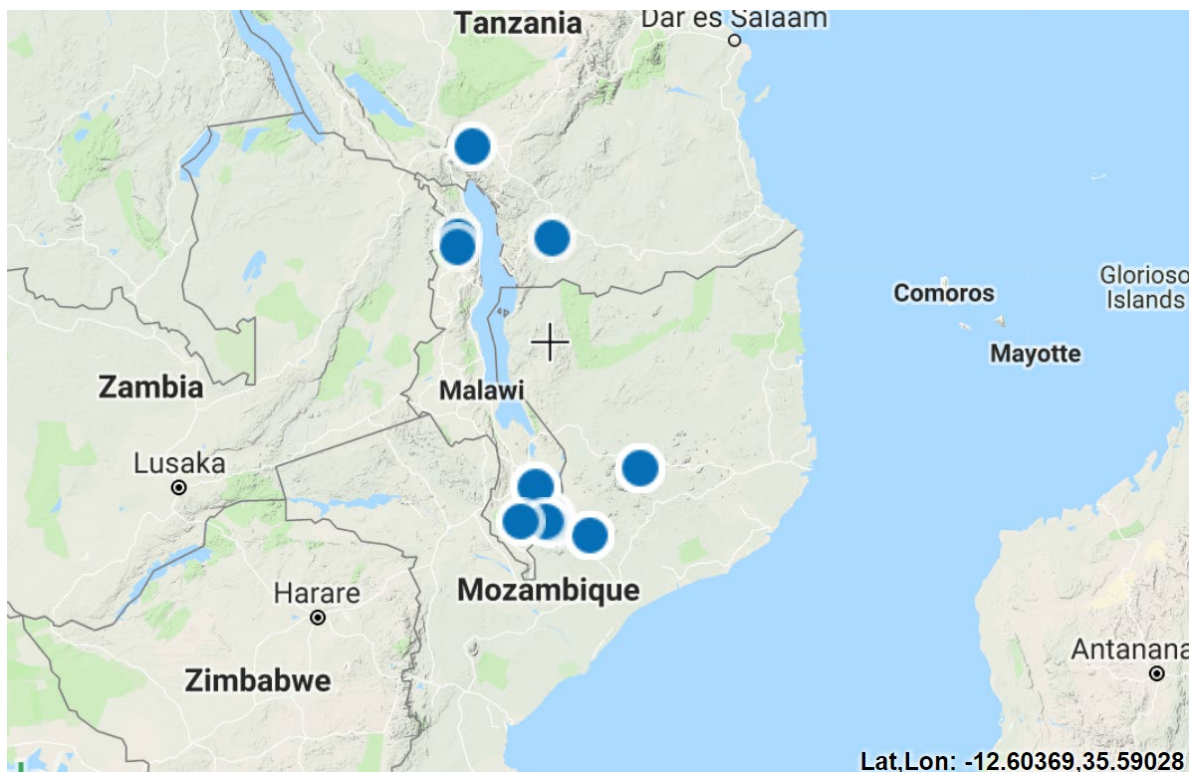 Tanzania
Dar es Salaam
Comoros
Glorioso
Islands
Mayotte
Zambia
Malawi
Lusaka
Harare
Mozambique
Zimbabwe
Antanana
Lat,Lon: -12.60369,35.59028